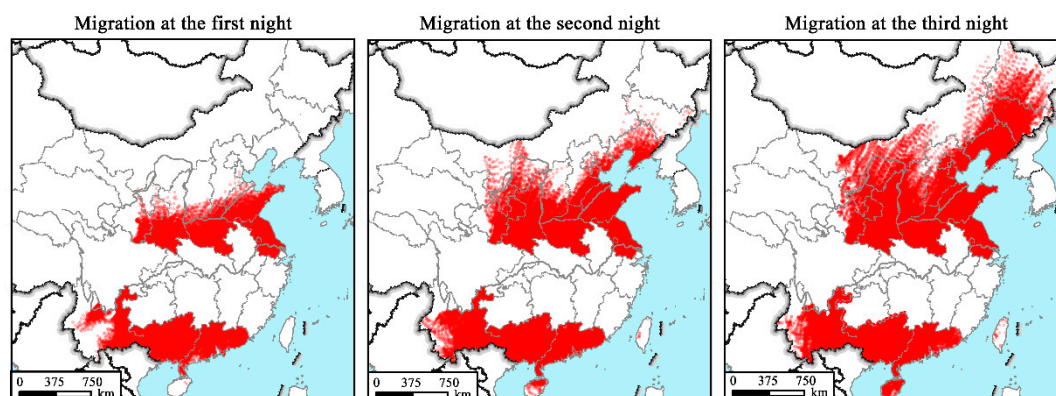 Migration at the first night
Migration at the second night
Migration at the third night
0 375 750
km
0 375 750
km
0 375 750
km